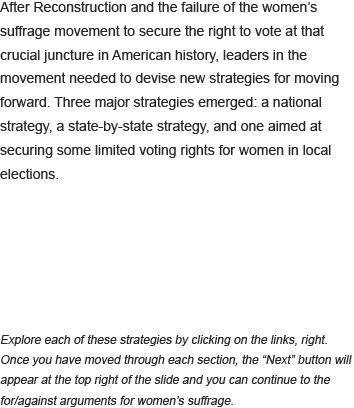 After Reconstruction and the failure of the women’s
suffrage movement to secure the right to vote at that
crucial juncture in American history, leaders in the
movement needed to devise new strategies for moving
forward. Three major strategies emerged: a national
strategy, a state-by-state strategy, and one aimed at
securing some limited voting rights for women in local
elections.
Explore each of these strategies by clicking on the links, right.
Once you have moved through each section, the “Next” button will
appear at the top right of the slide and you can continue to the
for/against arguments for women’s suffrage.